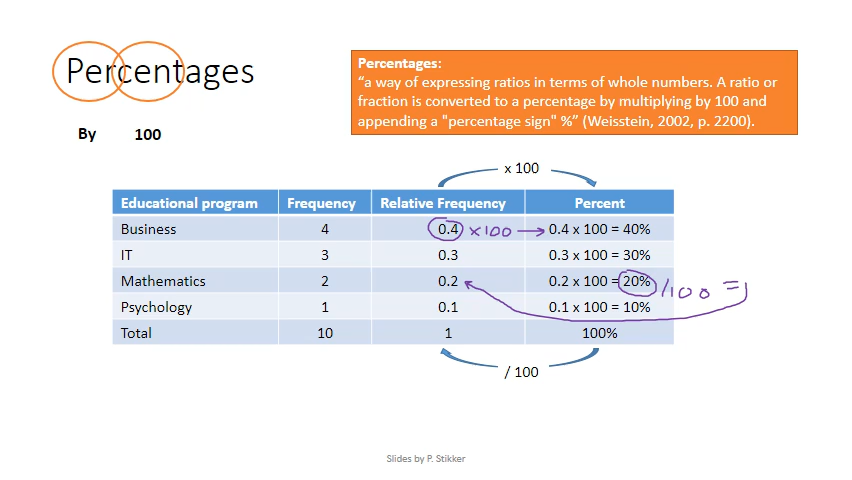 Percentages
By 100
Percentages:
“a way of expressing ratios in terms of whole numbers. A ratio or
fraction is converted to a percentage by multiplying by 100 and
appending a "percentage sign" %” (Weisstein, 2002, p. 2200).
x 100
Educational program Frequency Relative Frequency Percent
Business 4 0.4 x100 → 0.4 x 100 = 40%
IT 3 0.3 0.3 x 100 = 30%
Mathematics 2 0.2 0.2 x 100 = 20% /100 =
Psychology 1 0.1 0.1 x 100 = 10%
Total 10 1 100%
/ 100
Slides by P. Stikker